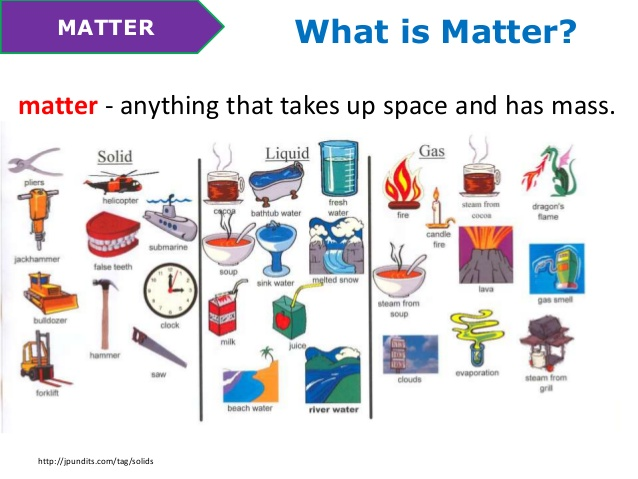 MATTER
What is Matter?
matter - anything that takes up space and has mass.
Solid
pliers
helicopter
jackhammer
false teeth
submarine
bulldozer
hammer
clock
saw
forklift
Liquid
cocoa
bathtub water
fresh
water
soup
sink water
melted snow
milk
juice
beach water
river water
Gas
fire
candle
fire
steam from
cocoa
dragon's
flame
steam from
soup
lava
gas smell
clouds
evaporation
steam from
grill
http://jpundits.com/tag/solids